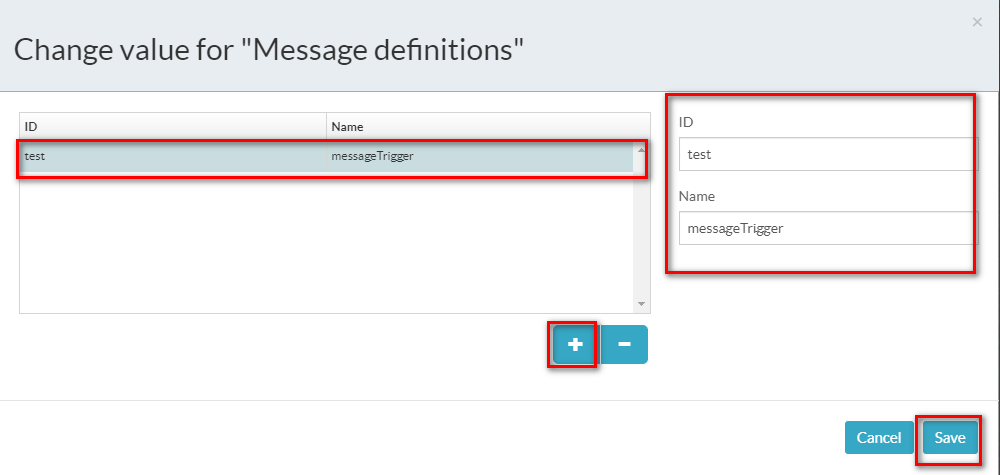 ×
Change value for "Message definitions"
ID Name
test messageTrigger
ID
test
Name
messageTrigger
+ −
Cancel Save